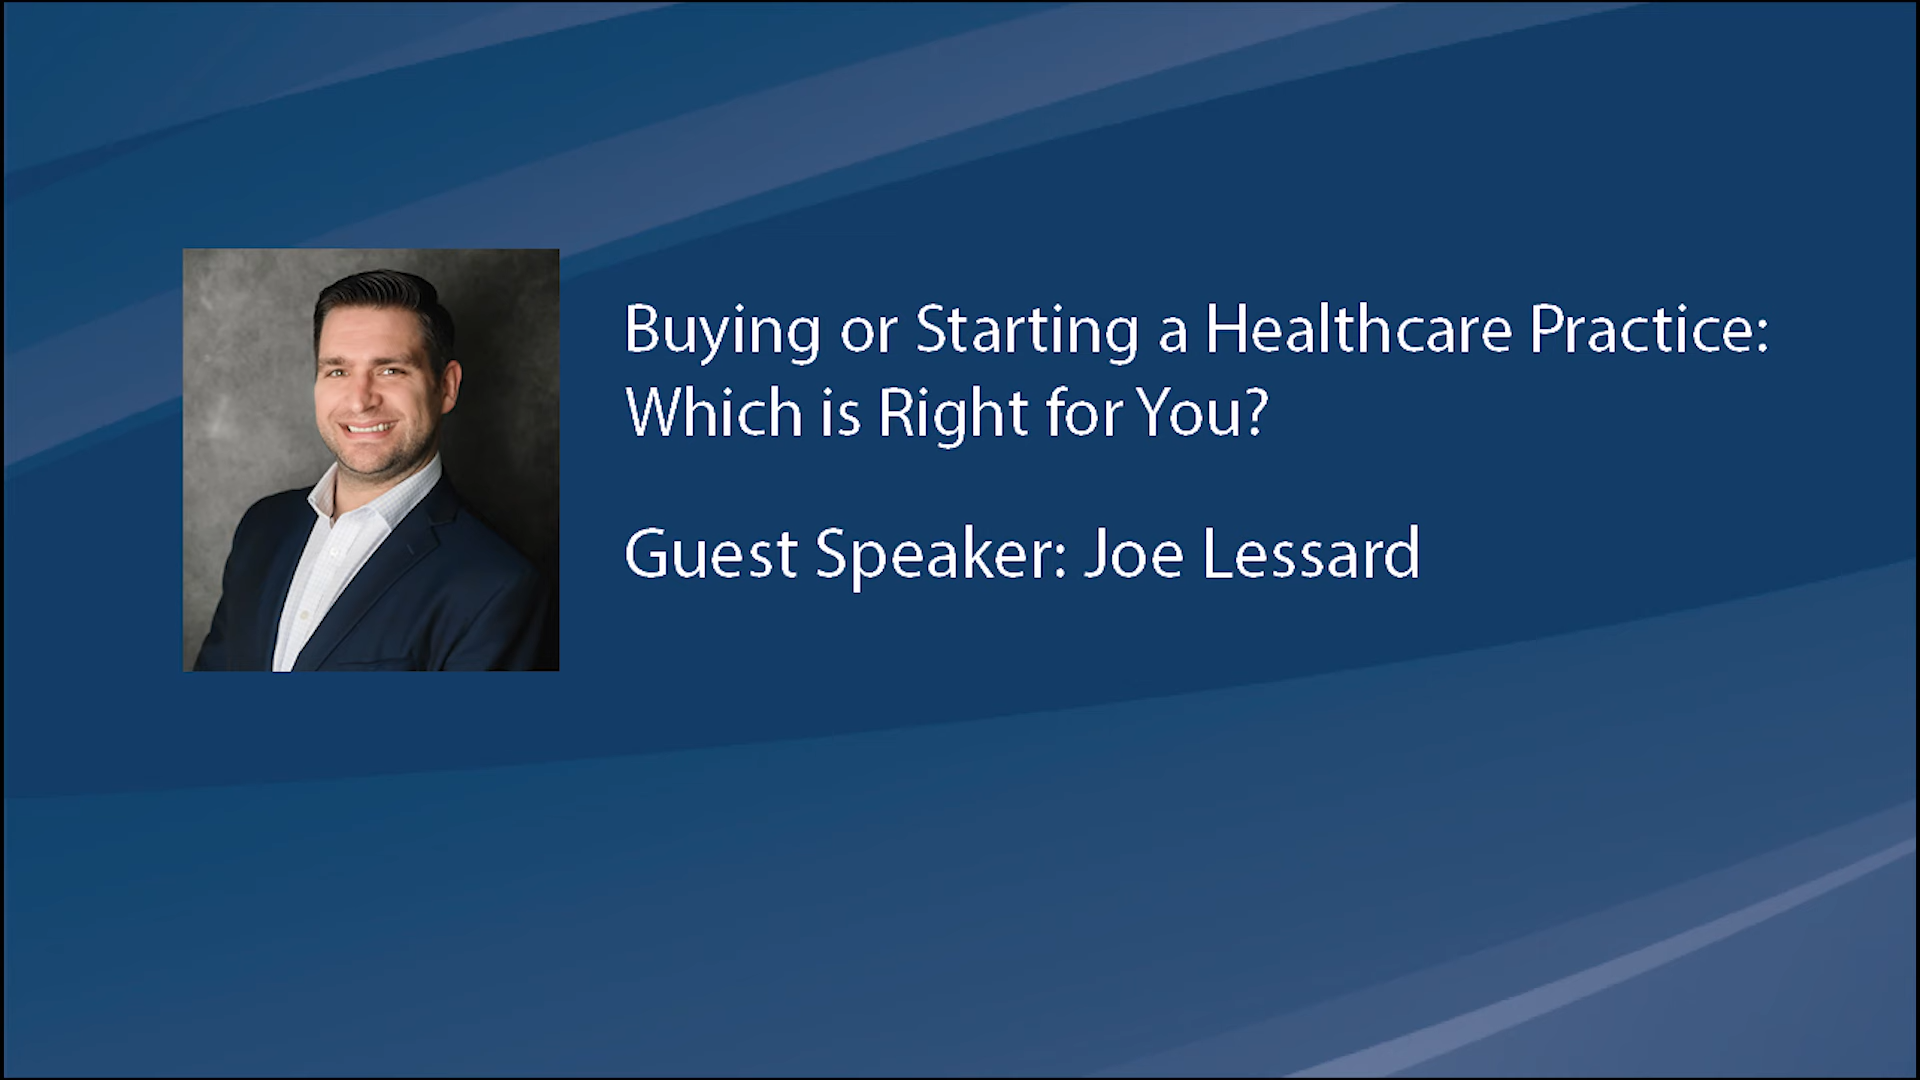 Buying or Starting a Healthcare Practice:
Which is Right for You?
Guest Speaker: Joe Lessard